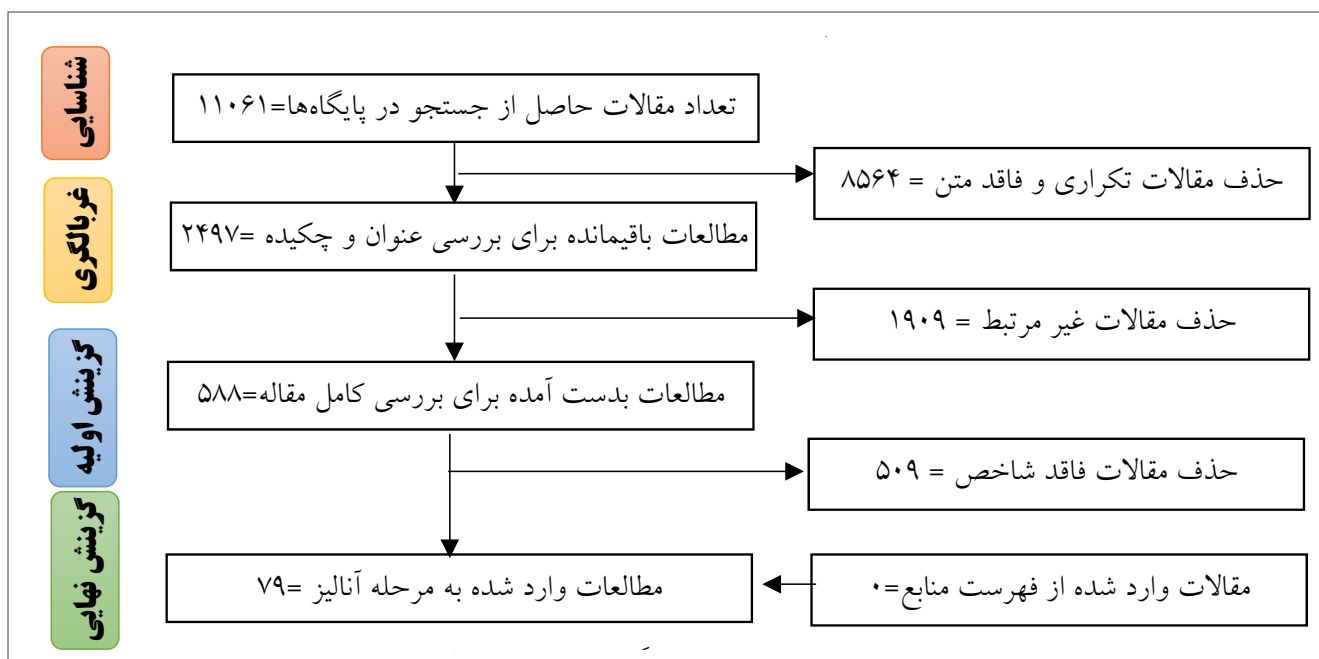 شناسایی
تعداد مقالات حاصل از جستجو در پایگاه‌ها=۱۱۰۶۱
حذف مقالات تکراری و فاقد متن = ۸۵۶۴
غربالگری
مطالعات باقیمانده برای بررسی عنوان و چکیده =۲۴۹۷
حذف مقالات غیر مرتبط = ۱۹۰۹
گزینش اولیه
مطالعات بدست آمده برای بررسی کامل مقاله=۵۸۸
حذف مقالات فاقد شاخص = ۵۰۹
گزینش نهایی
مطالعات وارد شده به مرحله آنالیز =۷۹
مقالات وارد شده از فهرست منابع=۰